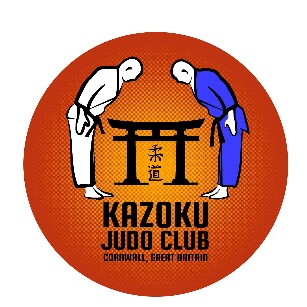 柔
道
KAZOKU
JUDO CLUB
CORNWALL, GREAT BRITAIN